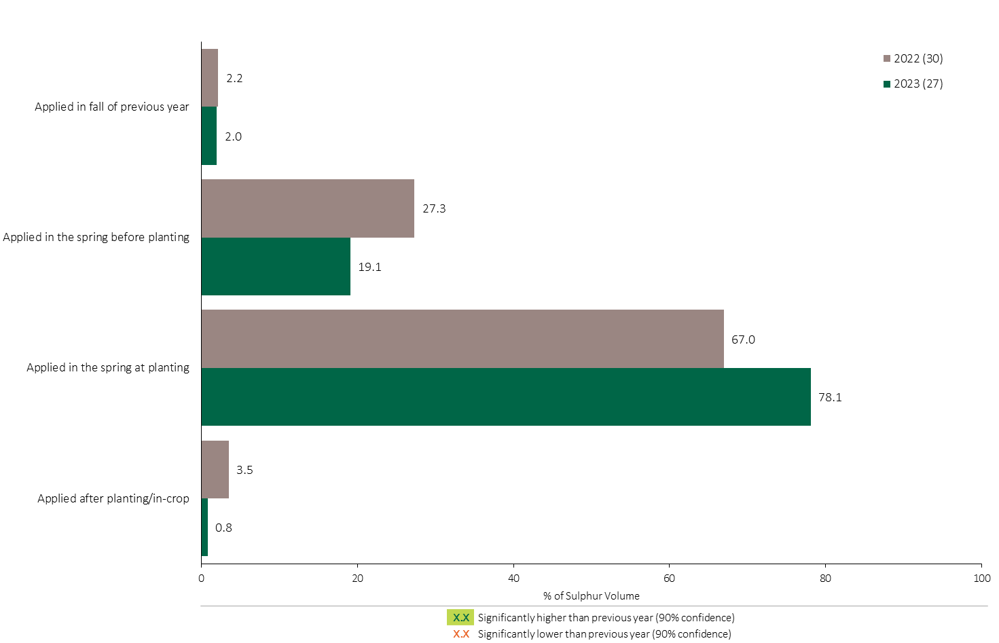 2022 (30)
2023 (27)
Applied in fall of previous year
2.2
2.0
Applied in the spring before planting
27.3
19.1
Applied in the spring at planting
67.0
78.1
Applied after planting/in-crop
3.5
0.8
0 20 40 60 80 100
% of Sulphur Volume
X.X Significantly higher than previous year (90% confidence)
X.X Significantly lower than previous year (90% confidence)